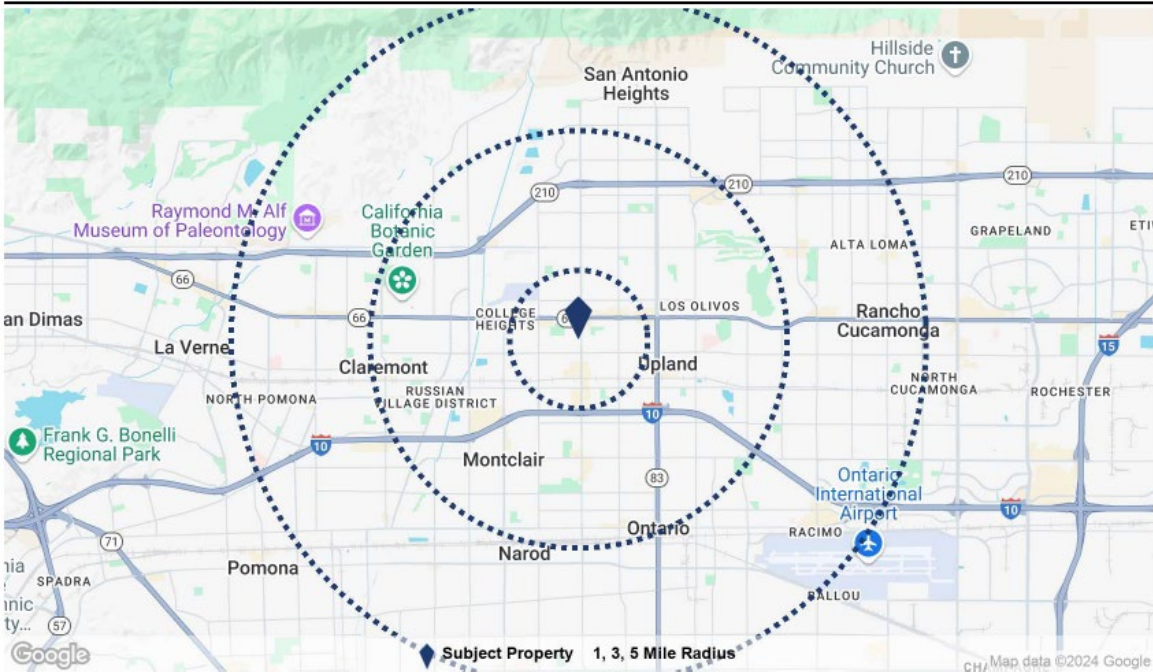 Hillside
Community Church
San Antonio
Heights
210
210
210
Raymond M. Alf
Museum of Paleontology
California
Botanic
Garden
ALTA LOMA
GRAPELAND
ETIW
66
66
COLLEGE
HEIGHTS
LOS OLIVOS
Rancho
Cucamonga
an Dimas
La Verne
15
Claremont
Upland
NORTH
CUCAMONGA
ROCHESTER
NORTH POMONA
RUSSIAN
VILLAGE DISTRICT
10
10
Frank G. Bonelli
Regional Park
Montclair
83
Ontario
International
Airport
10
Ontario
RACIMO
71
Narod
Pomona
SPADRA
57
Google
Subject Property 1, 3, 5 Mile Radius
Map data ©2024 Google